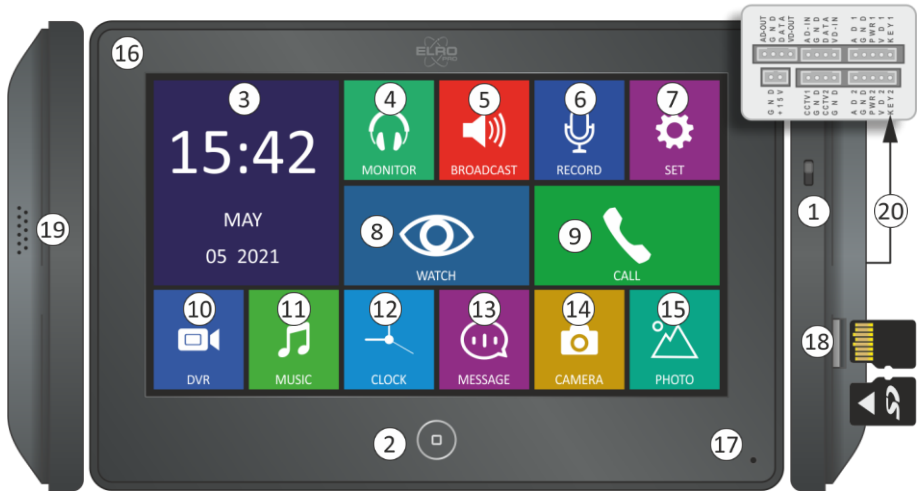 16
ELRO
PRO
3
15:42
MAY
05 2021
4
MONITOR
5
BROADCAST
6
RECORD
7
SET
8
WATCH
9
CALL
10
DVR
11
MUSIC
12
CLOCK
13
MESSAGE
14
CAMERA
15
PHOTO
2
17
19
1
20
18
AD-OUT
GND
DATA
VD-OUT
AD-IN
GND
DATA
VD-IN
AD1
GND
PWR1
VD1
KEY1
GND
+15V
CCTV1
GND
CCTV2
GND
AD2
GND
PWR2
VD2
KEY2